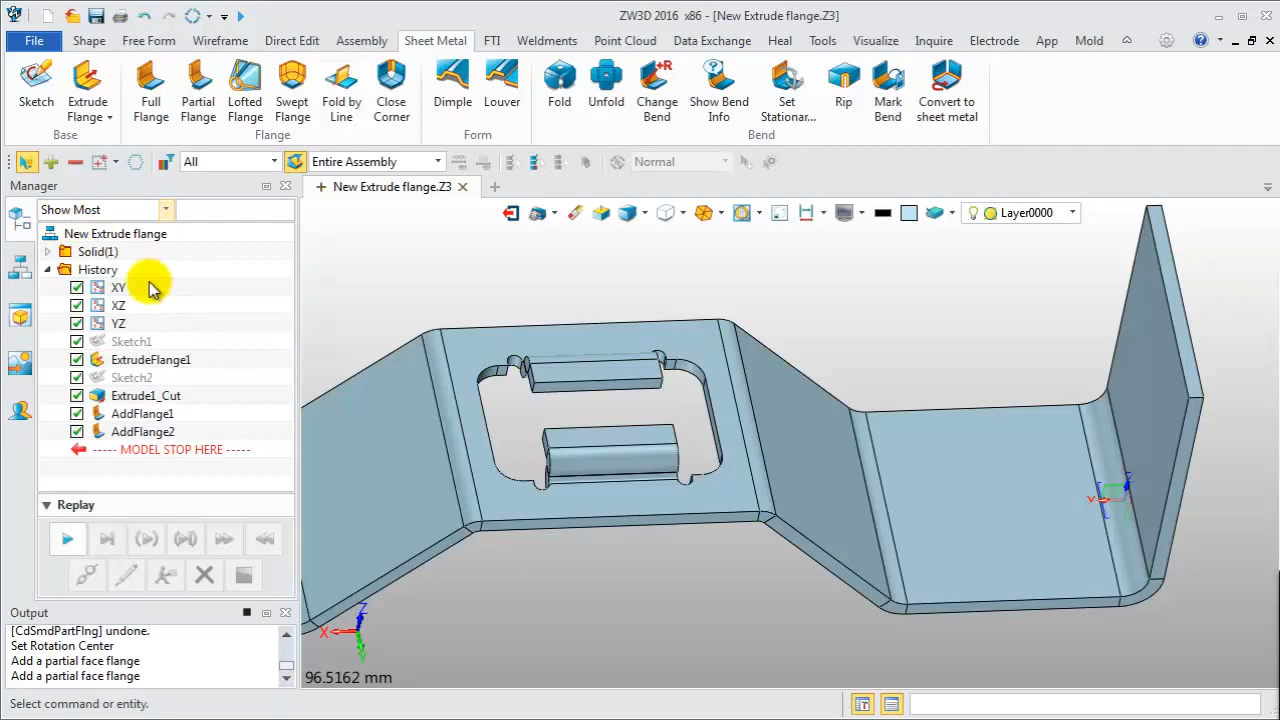 ZW3D 2016 x86 - [New Extrude flange.Z3]
File Shape Free Form Wireframe Direct Edit Assembly Sheet Metal FTI Weldments Point Cloud Data Exchange Heal Tools Visualize Inquire Electrode App Mold
Sketch Extrude Flange Full Flange Partial Flange Lofted Flange Swept Flange Fold by Line Close Corner Dimple Louver Fold Unfold Change Bend Show Bend Info Set Stationar... Rip Mark Bend Convert to sheet metal
Base Flange Form Bend
All Entire Assembly Normal
Manager
New Extrude flange.Z3
Show Most
Layer0000
New Extrude flange
Solid(1)
History
XY
XZ
YZ
Sketch1
ExtrudeFlange1
Sketch2
Extrude1_Cut
AddFlange1
AddFlange2
----- MODEL STOP HERE -----
Replay
Output
[CdSmdPartFlng] undone.
Set Rotation Center
Add a partial face flange
Add a partial face flange
X
Z
Y
Y
Z
96.5162 mm
Select command or entity.